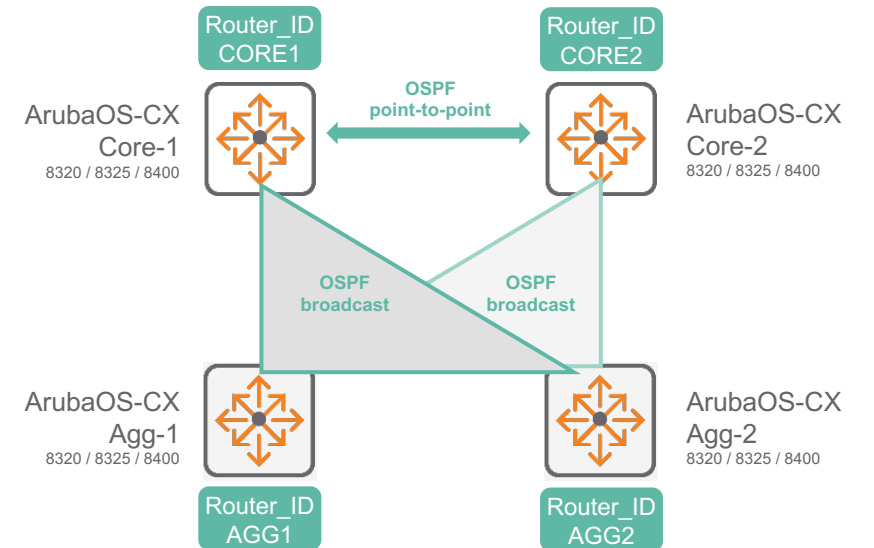 Router_ID
CORE1
Router_ID
CORE2
OSPF
point-to-point
ArubaOS-CX
Core-1
8320 / 8325 / 8400
ArubaOS-CX
Core-2
8320 / 8325 / 8400
OSPF
broadcast
OSPF
broadcast
ArubaOS-CX
Agg-1
8320 / 8325 / 8400
ArubaOS-CX
Agg-2
8320 / 8325 / 8400
Router_ID
AGG1
Router_ID
AGG2